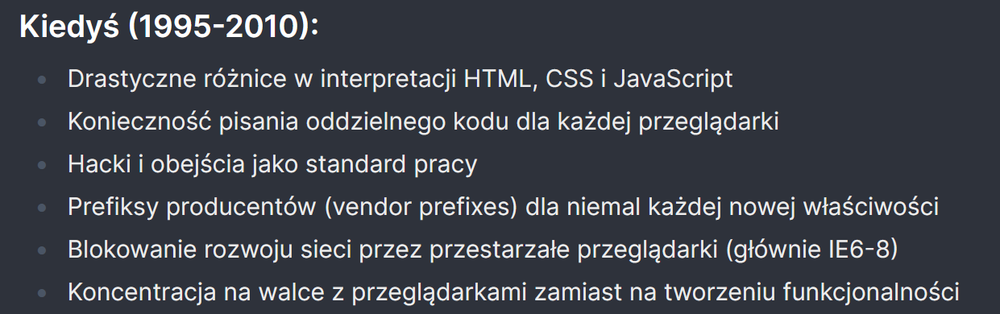 Kiedyś (1995-2010):
Drastyczne różnice w interpretacji HTML, CSS i JavaScript
Konieczność pisania oddzielnego kodu dla każdej przeglądarki
Hacki i obejścia jako standard pracy
Prefiksy producentów (vendor prefixes) dla niemal każdej nowej właściwości
Blokowanie rozwoju sieci przez przestarzałe przeglądarki (głównie IE6-8)
Koncentracja na walce z przeglądarkami zamiast na tworzeniu funkcjonalności